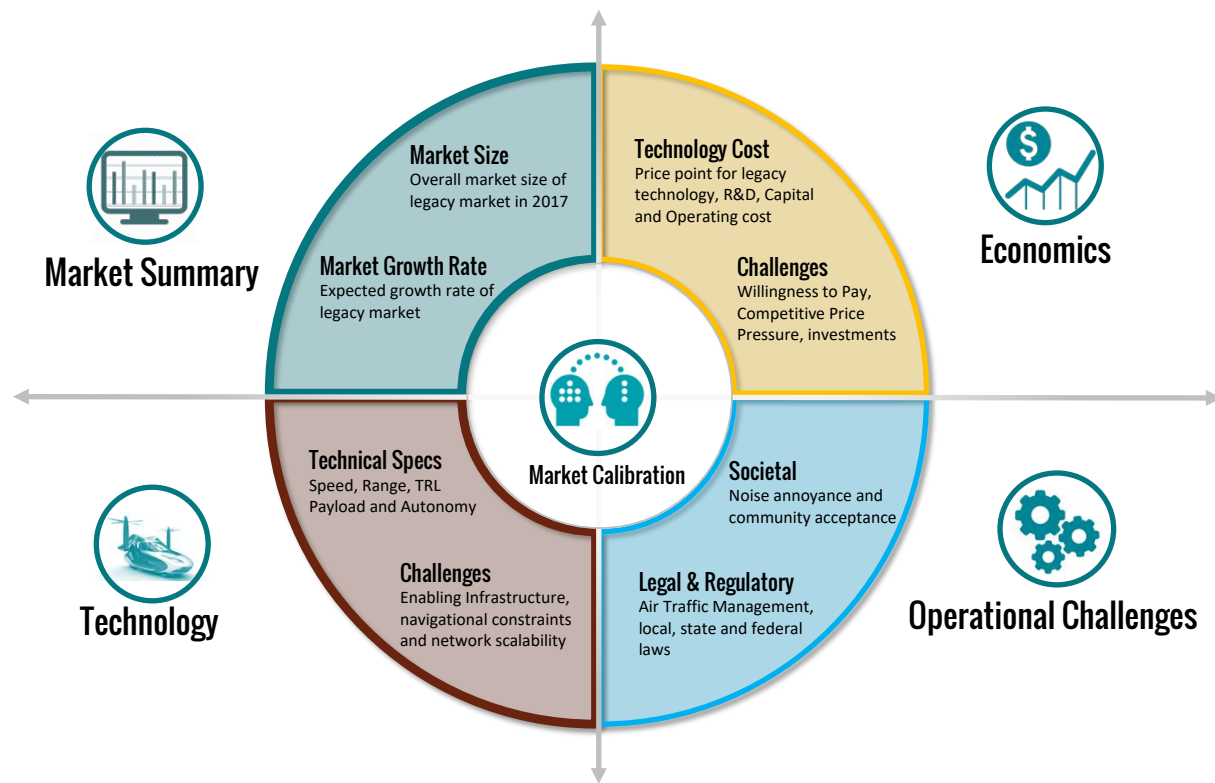 Market Summary
Market Size
Overall market size of
legacy market in 2017
Market Growth Rate
Expected growth rate of
legacy market
Technology Cost
Price point for legacy
technology, R&D, Capital
and Operating cost
Challenges
Willingness to Pay,
Competitive Price
Pressure, investments
$
Economics
Market Calibration
Technology
Technical Specs
Speed, Range, TRL
Payload and Autonomy
Challenges
Enabling Infrastructure,
navigational constraints
and network scalability
Societal
Noise annoyance and
community acceptance
Legal & Regulatory
Air Traffic Management,
local, state and federal
laws
Operational Challenges